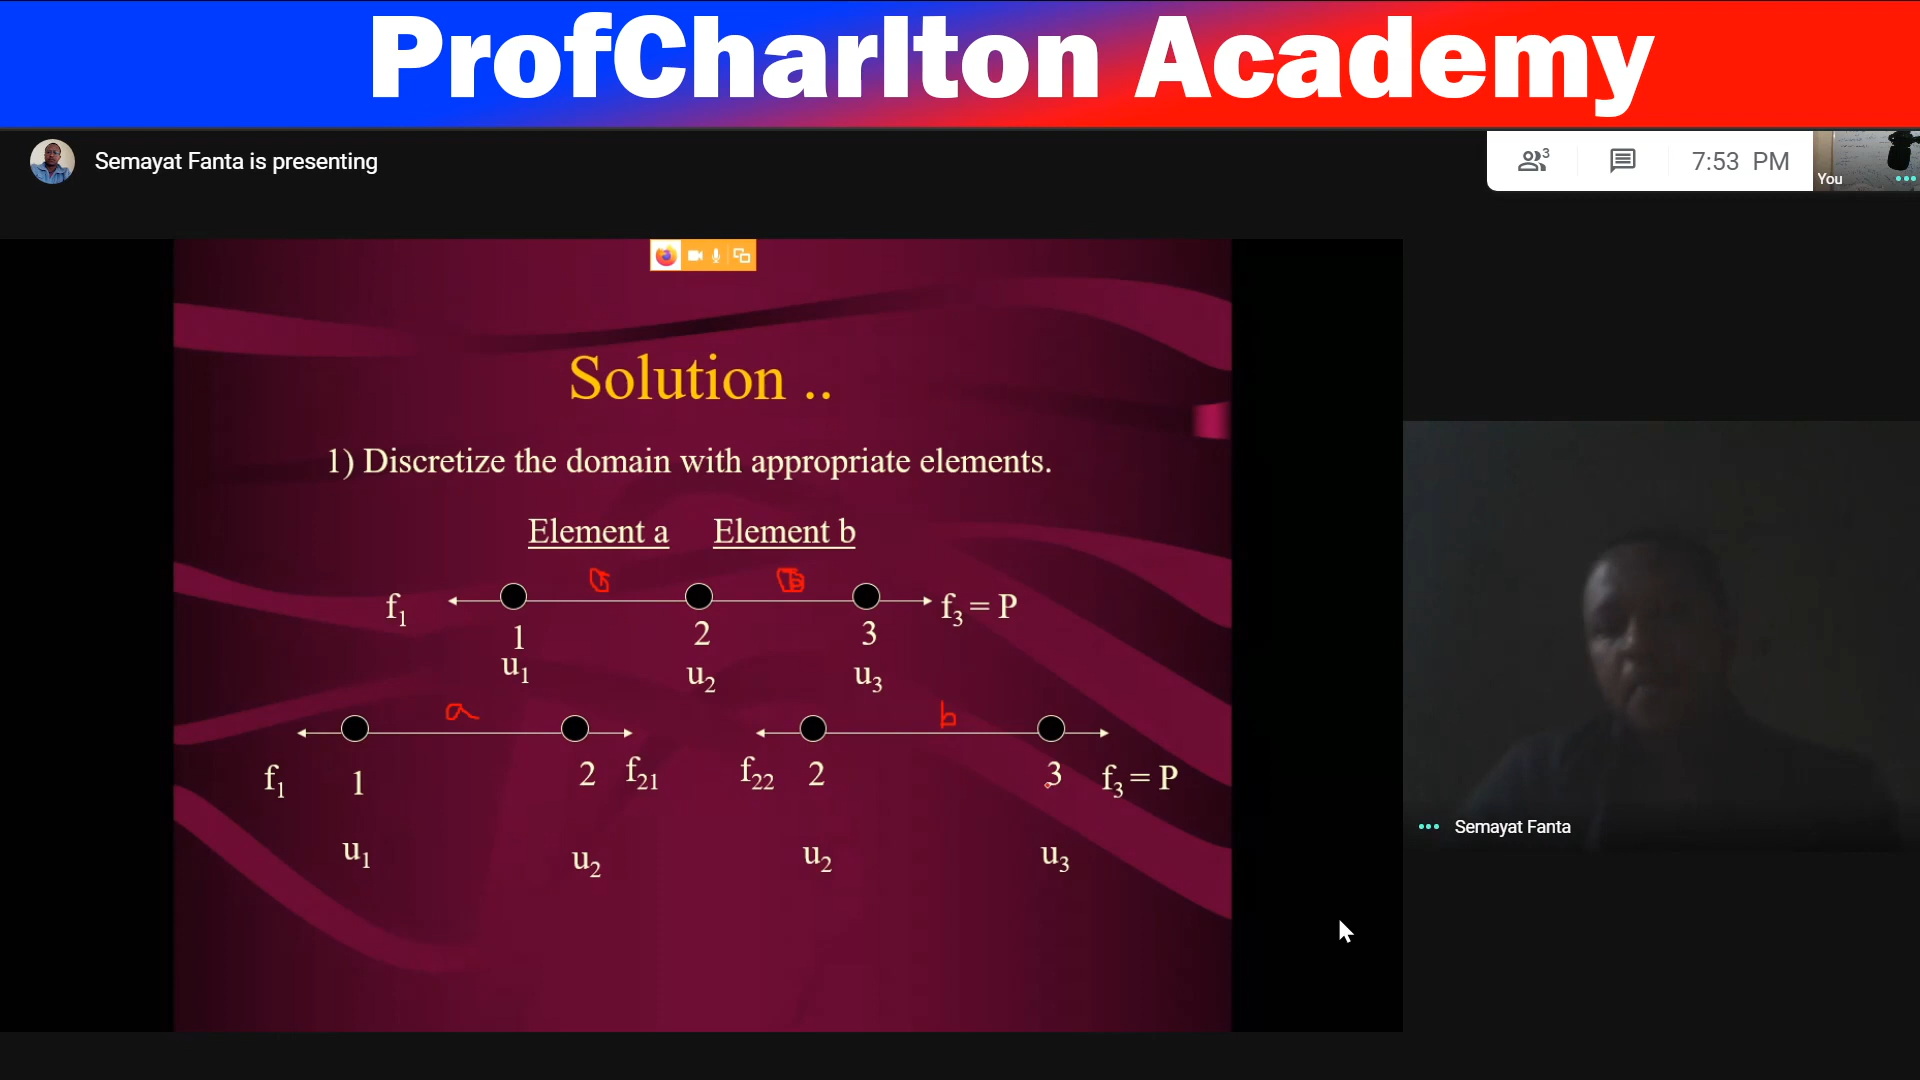 ProfCharlton Academy
Semayat Fanta is presenting
3
7:53 PM
You
Solution ..
1) Discretize the domain with appropriate elements.
Element a Element b
b
f1 f3 = P
1 2 3
u1 u2 u3
a b
f1 1 2 f21 f22 2 3 f3 = P
u1 u2 u2 u3
Semayat Fanta